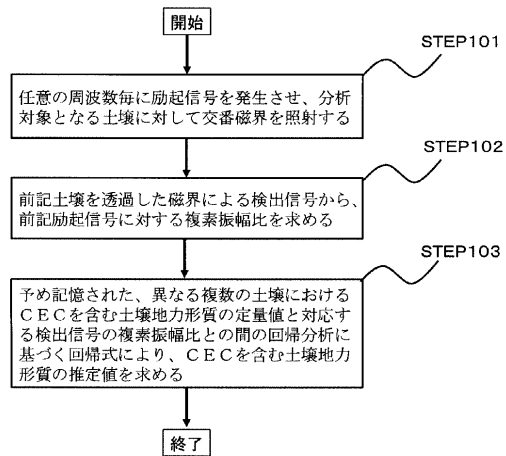 開始
STEP101
任意の周波数毎に励起信号を発生させ、分析
対象となる土壌に対して交番磁界を照射する
STEP102
前記土壌を透過した磁界による検出信号から、
前記励起信号に対する複素振幅比を求める
STEP103
予め記憶された、異なる複数の土壌における
ＣＥＣを含む土壌地力形質の定量値と対応す
る検出信号の複素振幅比との間の回帰分析に
基づく回帰式により、ＣＥＣを含む土壌地力
形質の推定値を求める
終了